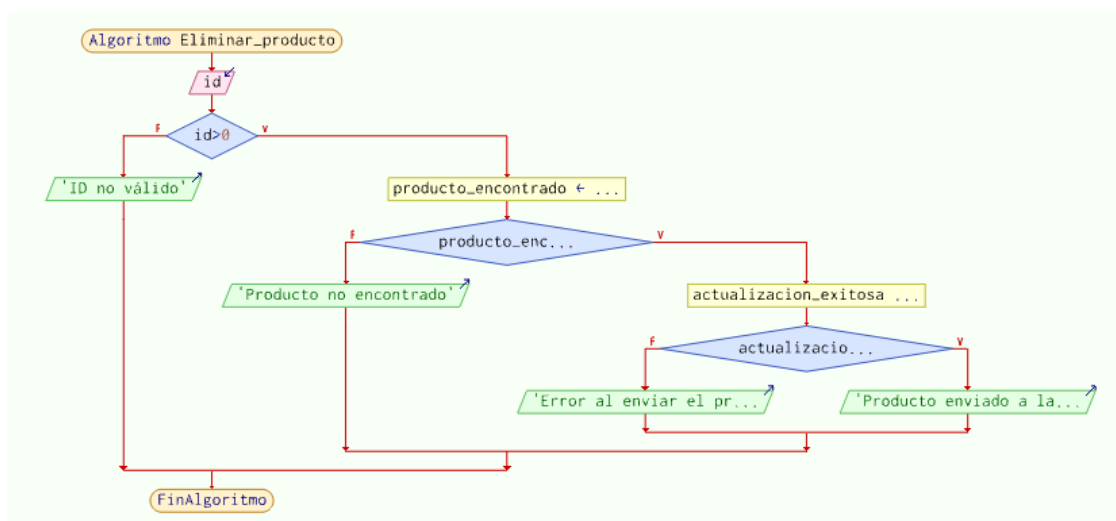 Algoritmo Eliminar_producto
id
id>0
F
V
'ID no válido'
producto_encontrado ← ...
producto_enc...
F
V
'Producto no encontrado'
actualizacion_exitosa ...
actualizacio...
F
V
'Error al enviar el pr...
'Producto enviado a la...
FinAlgoritmo